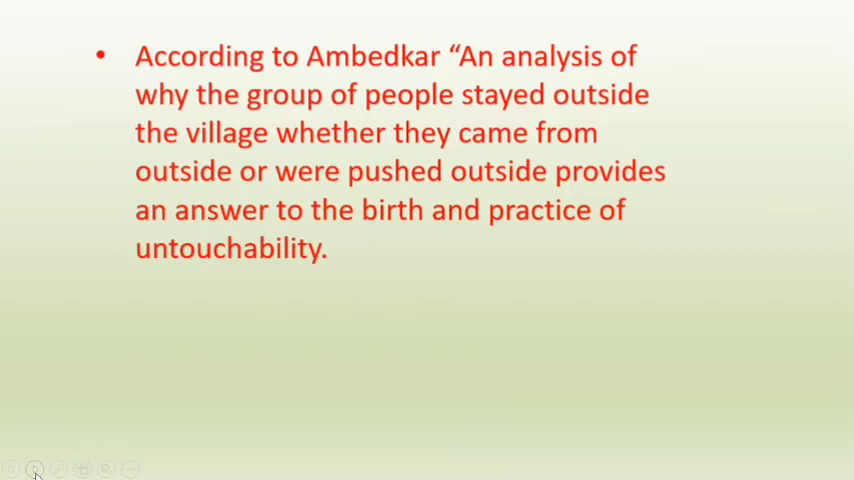 • According to Ambedkar “An analysis of
why the group of people stayed outside
the village whether they came from
outside or were pushed outside provides
an answer to the birth and practice of
untouchability.